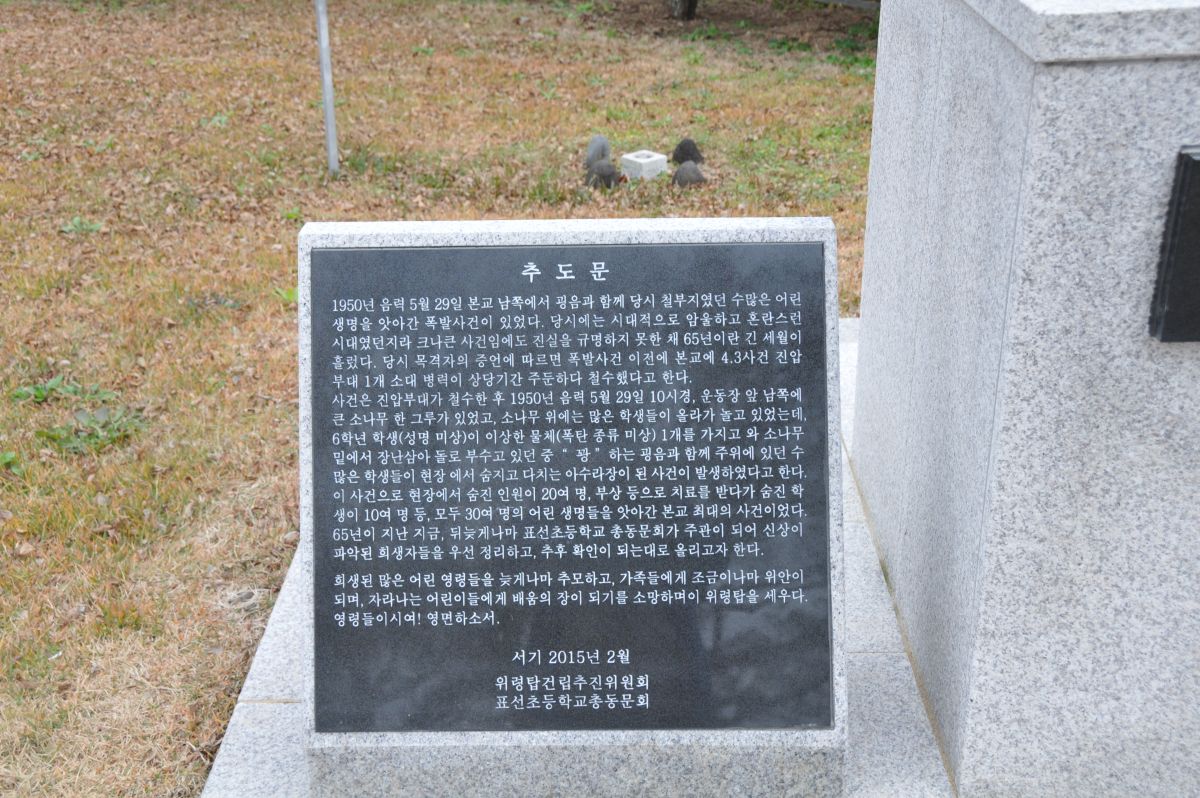 추도문
1950년 음력 5월 29일 본교 남쪽에서 굉음과 함께 당시 철부지였던 수많은 어린
생명을 앗아간 폭발사건이 있었다. 당시에는 시대적으로 암울하고 혼란스런
시대였던지라 크나큰 사건임에도 진실을 규명하지 못한 채 65년이란 긴 세월이
흘렀다. 당시 목격자의 증언에 따르면 폭발사건 이전에 본교에 4.3사건 진압
부대 1개 소대 병력이 상당기간 주둔하다 철수했다고 한다.
사건은 진압부대가 철수한 후 1950년 음력 5월 29일 10시경, 운동장 앞 남쪽에
큰 소나무 한 그루가 있었고, 소나무 위에는 많은 학생들이 올라가 놀고 있었는데,
6학년 학생(성명 미상)이 이상한 물체(폭탄 종류 미상) 1개를 가지고 와 소나무
밑에서 장난삼아 돌로 부수고 있던 중 “ 꽝 ” 하는 굉음과 함께 주위에 있던 수
많은 학생들이 현장 에서 숨지고 다치는 아수라장이 된 사건이 발생하였다고 한다.
이 사건으로 현장에서 숨진 인원이 20여 명, 부상 등으로 치료를 받다가 숨진 학
생이 10여 명 등, 모두 30여 명의 어린 생명들을 앗아간 본교 최대의 사건이었다.
65년이 지난 지금, 뒤늦게나마 표선초등학교 총동문회가 주관이 되어 신상이
파악된 희생자들을 우선 정리하고, 추후 확인이 되는대로 올리고자 한다.
희생된 많은 어린 영령들을 늦게나마 추모하고, 가족들에게 조금이나마 위안이
되며, 자라나는 어린이들에게 배움의 장이 되기를 소망하며이 위령탑을 세우다.
영령들이시여! 영면하소서.
서기 2015년 2월
위령탑건립추진위원회
표선초등학교총동문회